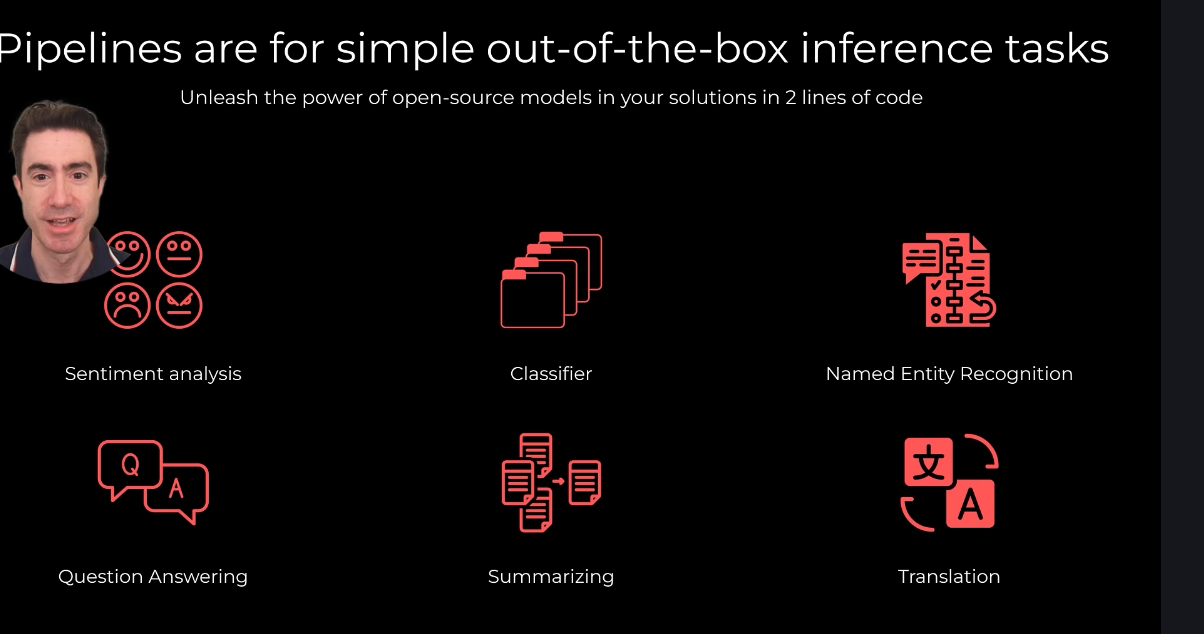 Pipelines are for simple out-of-the-box inference tasks
Unleash the power of open-source models in your solutions in 2 lines of code
Sentiment analysis
Classifier
Named Entity Recognition
Q
A
文
A
Question Answering
Summarizing
Translation